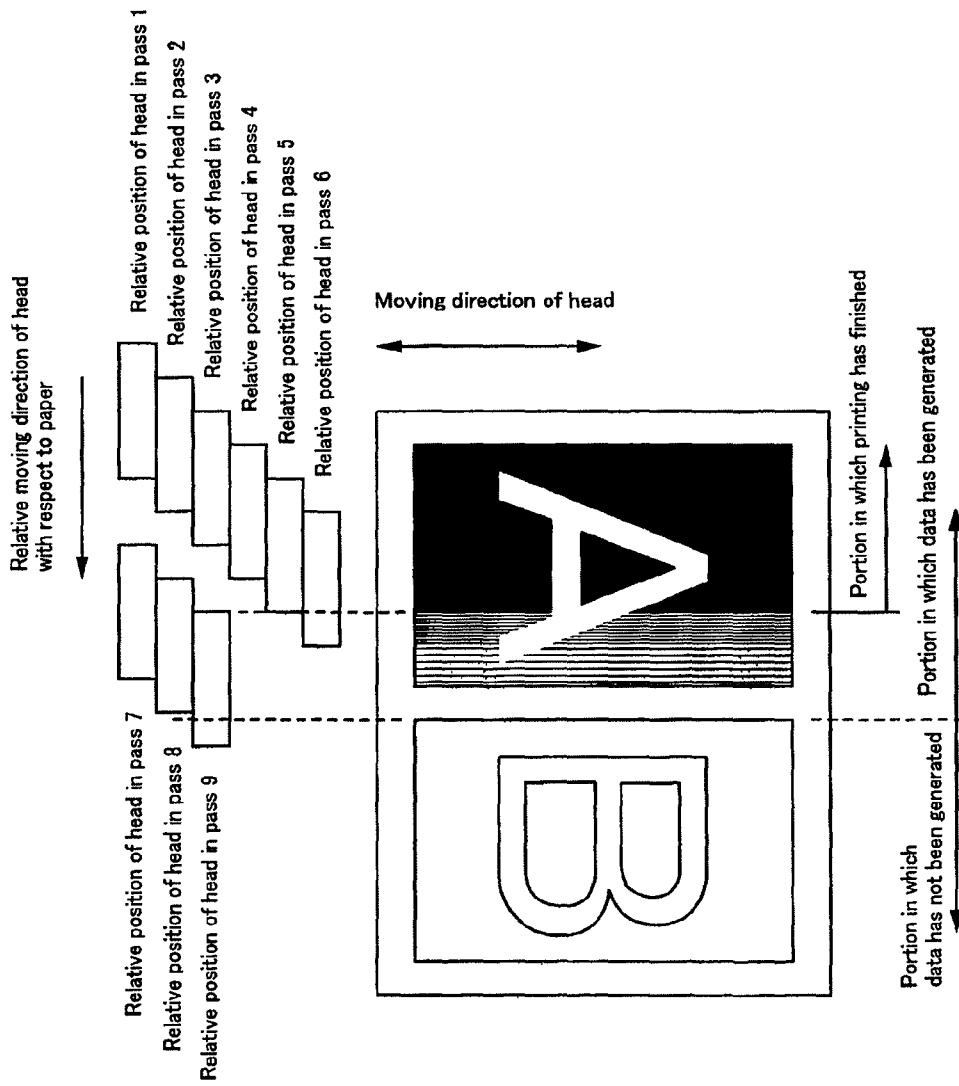 Relative moving direction of head
with respect to paper
Relative position of head in pass 1
Relative position of head in pass 2
Relative position of head in pass 3
Relative position of head in pass 4
Relative position of head in pass 5
Relative position of head in pass 6
Relative position of head in pass 7
Relative position of head in pass 8
Relative position of head in pass 9
Moving direction of head
A
B
Portion in which printing has finished
Portion in which data has been generated
Portion in which
data has not been generated